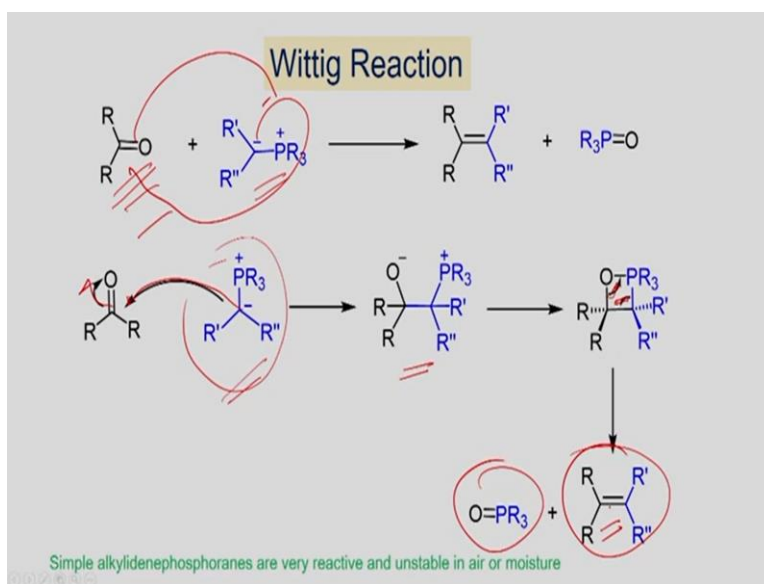 Wittig Reaction
R R' R R'
O + - + PR3 + R3P=O
R R" R R"
O + PR3 O- + PR3 O-PR3
R R R' - R" R R' R R'
R R" R R"
R R'
O=PR3 +
R R"
Simple alkylidenephosphoranes are very reactive and unstable in air or moisture